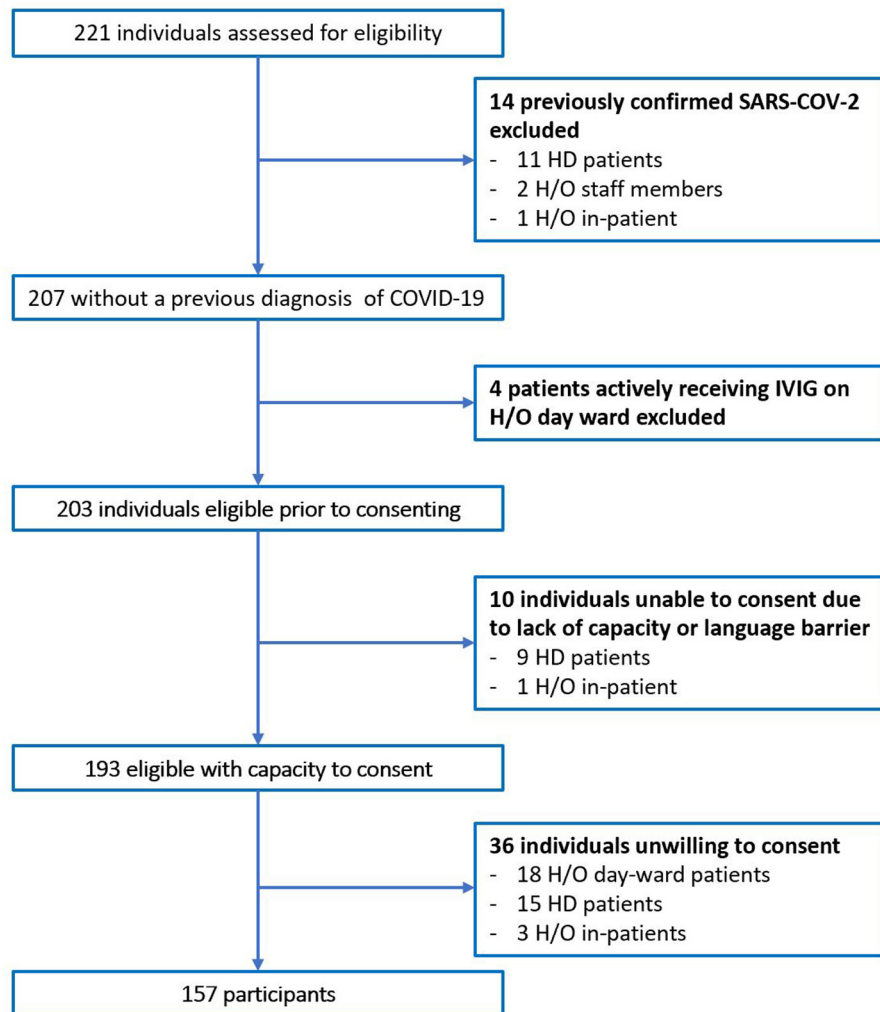 221 individuals assessed for eligibility
14 previously confirmed SARS-COV-2
excluded
- 11 HD patients
- 2 H/O staff members
- 1 H/O in-patient
207 without a previous diagnosis of COVID-19
4 patients actively receiving IVIG on
H/O day ward excluded
203 individuals eligible prior to consenting
10 individuals unable to consent due
to lack of capacity or language barrier
- 9 HD patients
- 1 H/O in-patient
193 eligible with capacity to consent
36 individuals unwilling to consent
- 18 H/O day-ward patients
- 15 HD patients
- 3 H/O in-patients
157 participants